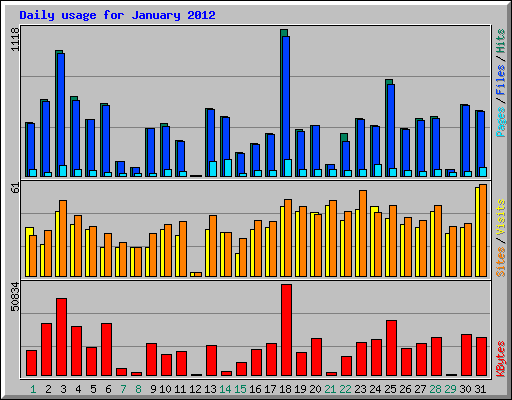 Daily usage for January 2012
1118
61
50834
Pages/Files/Hits
Sites/Visits
KBytes
1 2 3 4 5 6 7 8 9 10 11 12 13 14 15 16 17 18 19 20 21 22 23 24 25 26 27 28 29 30 31